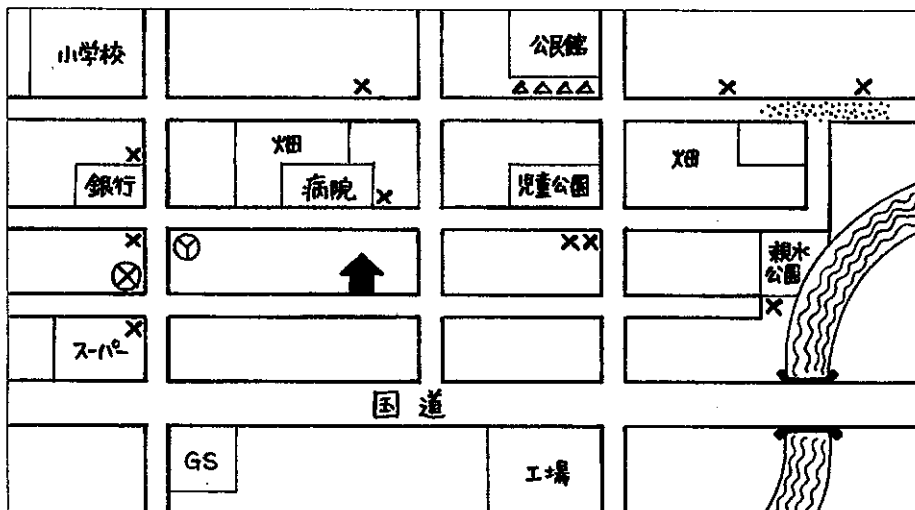 小学校
公民館
畑
銀行
病院
児童公園
畑
親水
公園
スーパー
国道
GS
工場